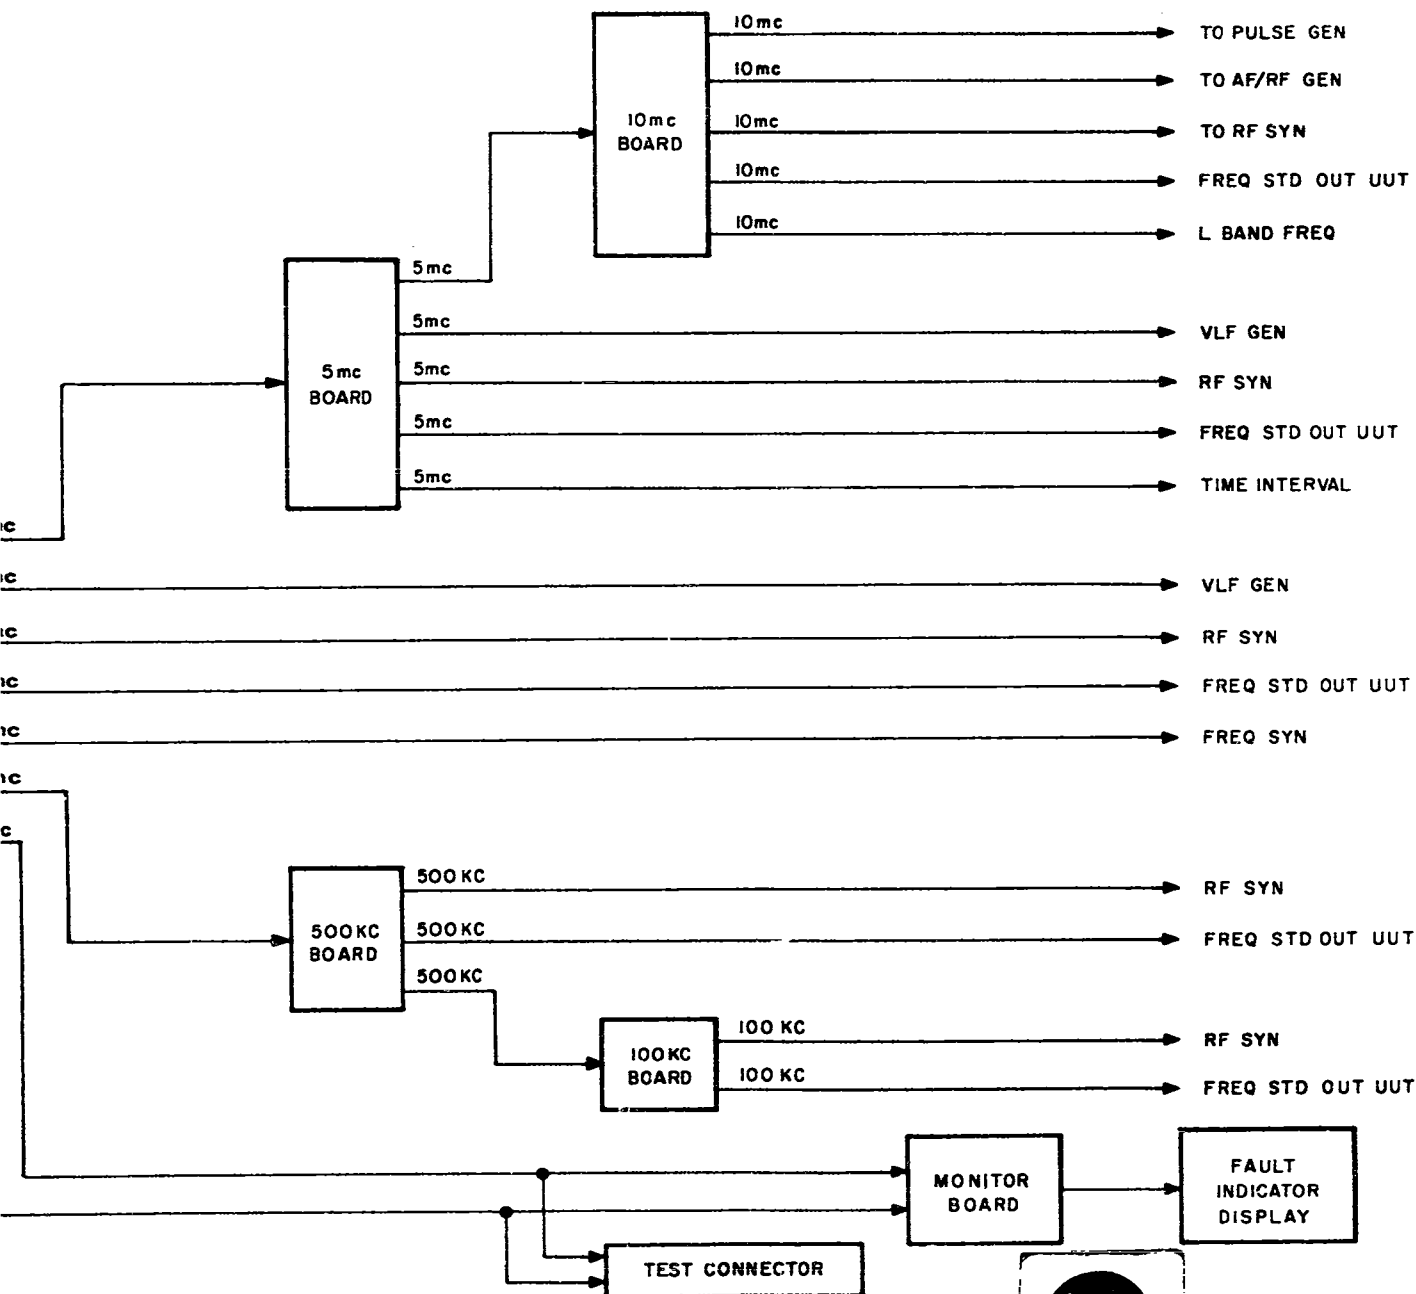 10mc
TO PULSE GEN
10mc
TO AF/RF GEN
10mc
BOARD
10mc
TO RF SYN
10mc
FREQ STD OUT UUT
10mc
L BAND FREQ
5mc
5mc
VLF GEN
5mc
BOARD
5mc
RF SYN
5mc
FREQ STD OUT UUT
5mc
TIME INTERVAL
VLF GEN
RF SYN
FREQ STD OUT UUT
FREQ SYN
500KC
BOARD
500 KC
RF SYN
500KC
FREQ STD OUT UUT
500KC
100KC
BOARD
100 KC
RF SYN
100 KC
FREQ STD OUT UUT
MONITOR
BOARD
FAULT
INDICATOR
DISPLAY
TEST CONNECTOR